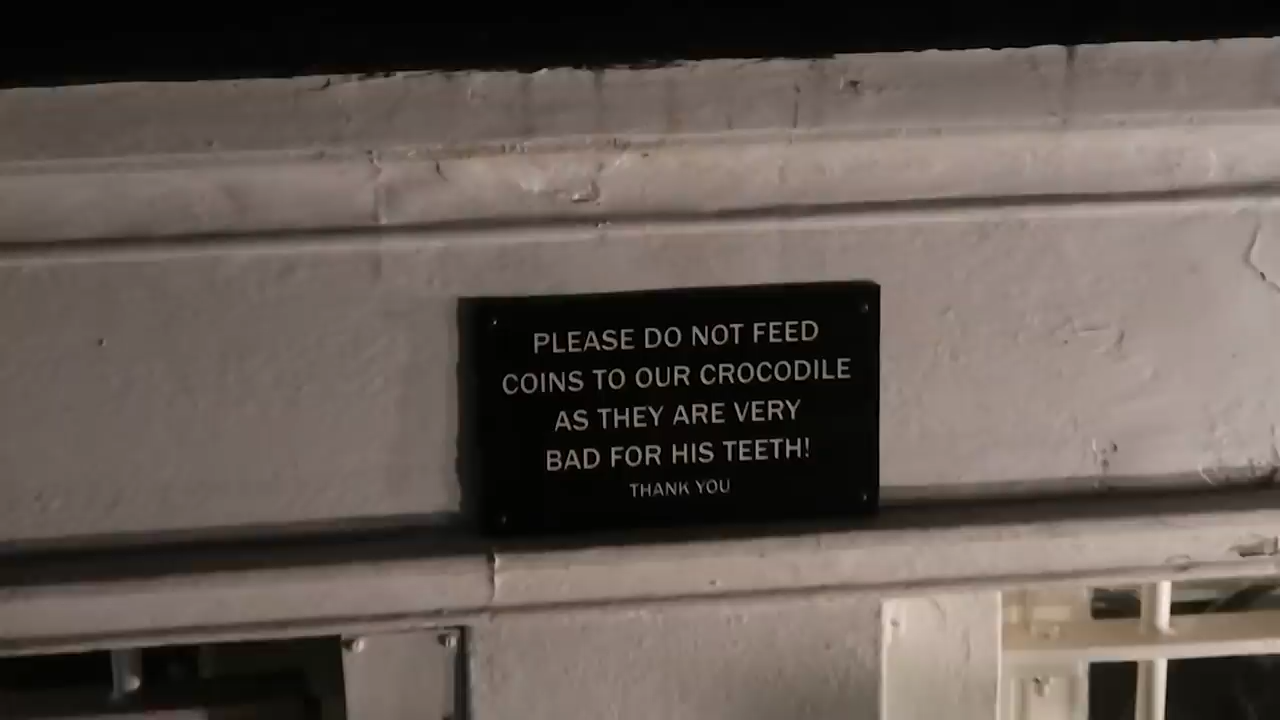 PLEASE DO NOT FEED
COINS TO OUR CROCODILE
AS THEY ARE VERY
BAD FOR HIS TEETH!
THANK YOU